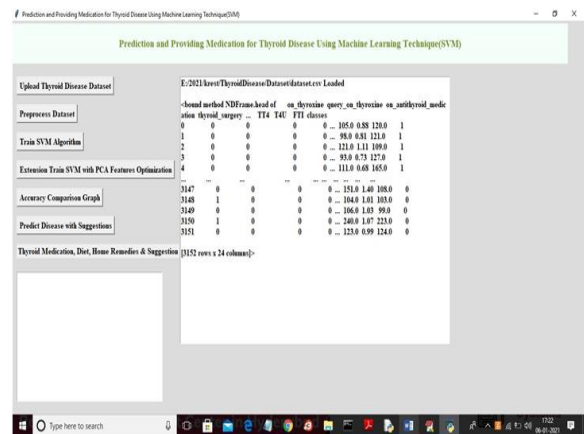 Prediction and Providing Medication for Thyroid Disease Using Machine Learning Technique(SVM)
Prediction and Providing Medication for Thyroid Disease Using Machine Learning Technique(SVM)
Upload Thyroid Disease Dataset
Preprocess Dataset
Train SVM Algorithm
Extension Train SVM with PCA Features Optimization
Accuracy Comparison Graph
Predict Disease with Suggestions
Thyroid Medication, Diet, Home Remedies & Suggestion
E:/2021/krest/ThyroidDisease/Dataset/dataset.csv Loaded
<bound method NDFrame.head of on_thyroxine query_on_thyroxine on_antithyroid_medic
ation thyroid_surgery ... TT4 T4U FTI classes
0 0 0 0 0 ... 105.0 0.88 120.0 1
1 0 0 0 0 ... 98.0 0.81 121.0 1
2 0 0 0 0 ... 121.0 1.11 109.0 1
3 0 0 0 0 ... 93.0 0.73 127.0 1
4 0 0 0 0 ... 111.0 0.68 165.0 1
... ... ... ... ... ... ... ... ... ...
3147 0 0 0 0 ... 151.0 1.40 108.0 0
3148 1 0 0 0 ... 104.0 1.01 103.0 0
3149 0 0 0 0 ... 106.0 1.03 99.0 0
3150 1 0 0 0 ... 240.0 1.07 223.0 0
3151 0 0 0 0 ... 123.0 0.99 124.0 0
[3152 rows x 24 columns]>
Type here to search
17:22
06-01-2021